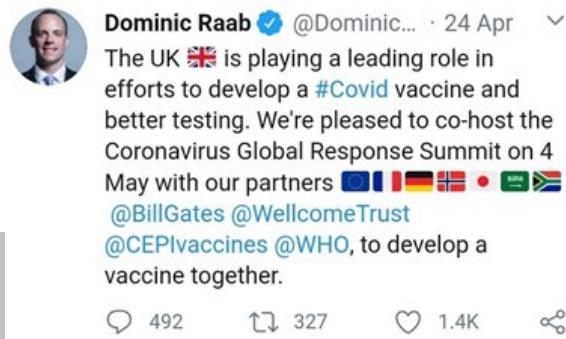 Dominic Raab @Dominic... · 24 Apr
The UK 🇬🇧 is playing a leading role in
efforts to develop a #Covid vaccine and
better testing. We're pleased to co-host the
Coronavirus Global Response Summit on 4
May with our partners 🇪🇺🇫🇷🇩🇪🇳🇴🇯🇵🇸🇦🇿🇦
@BillGates @WellcomeTrust
@CEPIvaccines @WHO, to develop a
vaccine together.
492 327 1.4K